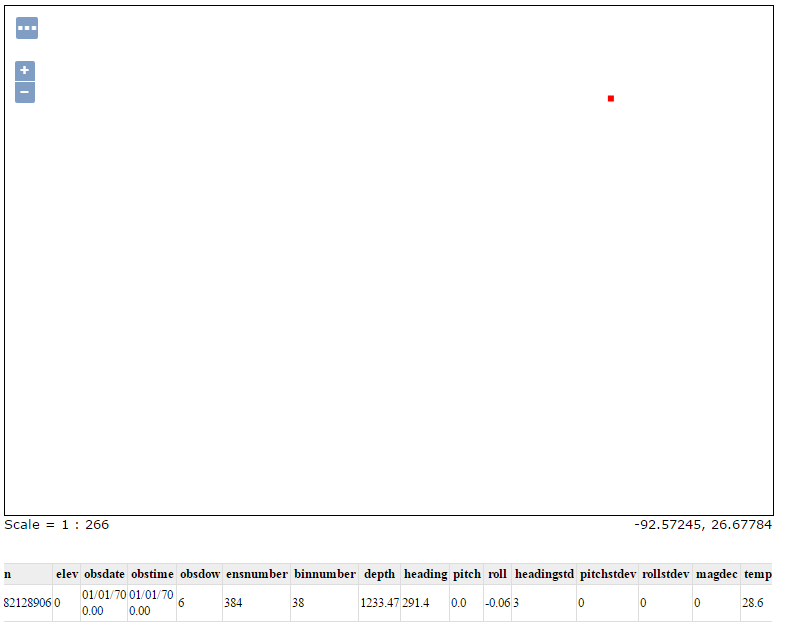 +
−
Scale = 1 : 266
-92.57245, 26.67784
n elev obsdate obstime obsdow ensnumber binnumber depth heading pitch roll headingstd pitchstdev rollstdev magdec temp
82128906 0 01/01/70 01/01/70 6 384 38 1233.47 291.4 0.0 -0.06 3 0 0 0 28.6
0.00 0.00